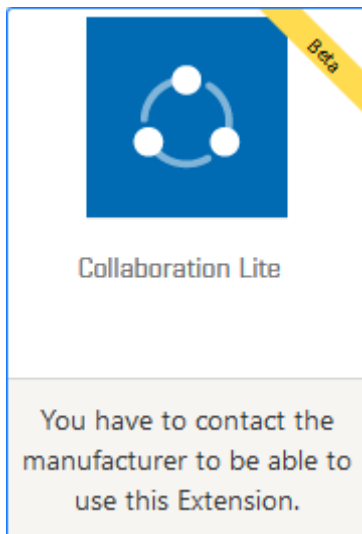 Beta
Collaboration Lite
You have to contact the
manufacturer to be able to
use this Extension.